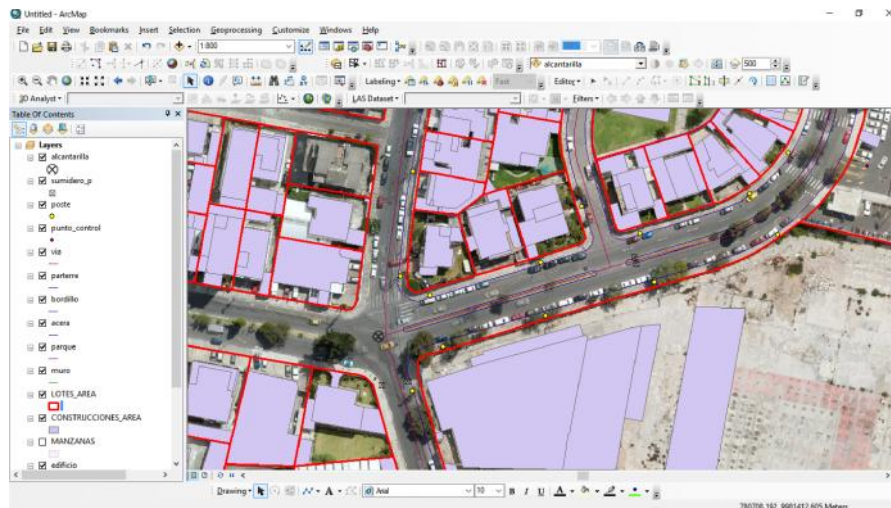 Untitled - ArcMap
File Edit View Bookmarks Insert Selection Geoprocessing Customize Windows Help
1:800
alcantarilla
500
Labeling
Task
Editor
3D Analyst
LAS Dataset
Filters
Table Of Contents
Layers
alcantarilla
sumidero_p
poste
punto_control
via
parterre
bordillo
acera
parque
muro
LOTES_AREA
CONSTRUCCIONES_AREA
MANZANAS
edificio
Drawing
Arial
10
B I U A
Meters